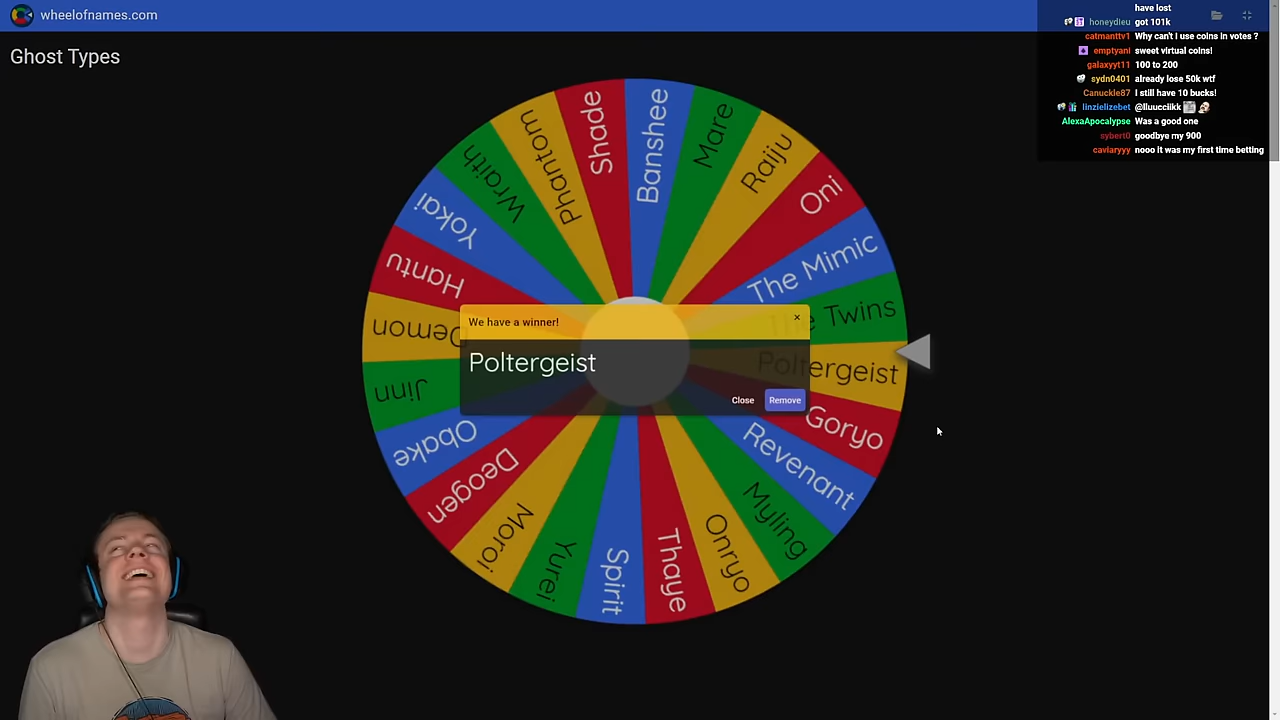 wheelofnames.com
Ghost Types
have lost
honeydieu got 101k
catmanttv1 Why can't I use coins in votes ?
emptyani sweet virtual coins!
galaxyyt11 100 to 200
sydn0401 already lose 50k wtf
Canuckle87 I still have 10 bucks!
linzielizebet @lluucciikk
AlexaApocalypse Was a good one
sybert0 goodbye my 900
caviaryyy nooo It was my first time betting
Banshee
Mare
Raiju
Oni
The Mimic
The Twins
Poltergeist
Goryo
Revenant
Myling
Onryo
Thaye
Spirit
Yurei
Moroi
Deogen
Obake
Jinn
Demon
Hantu
Yokai
Wraith
Phantom
Shade
We have a winner!
×
Poltergeist
Close
Remove